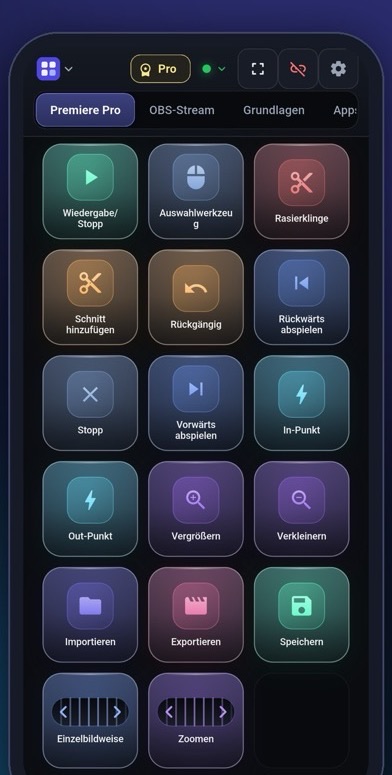 Pro
Premiere Pro
OBS-Stream
Grundlagen
Apps
Wiedergabe/
Stopp
Auswahlwerkzeu
g
Rasierklinge
Schnitt
hinzufügen
Rückgängig
Rückwärts
abspielen
Stopp
Vorwärts
abspielen
In-Punkt
Out-Punkt
Vergrößern
Verkleinern
Importieren
Exportieren
Speichern
Einzelbildweise
Zoomen